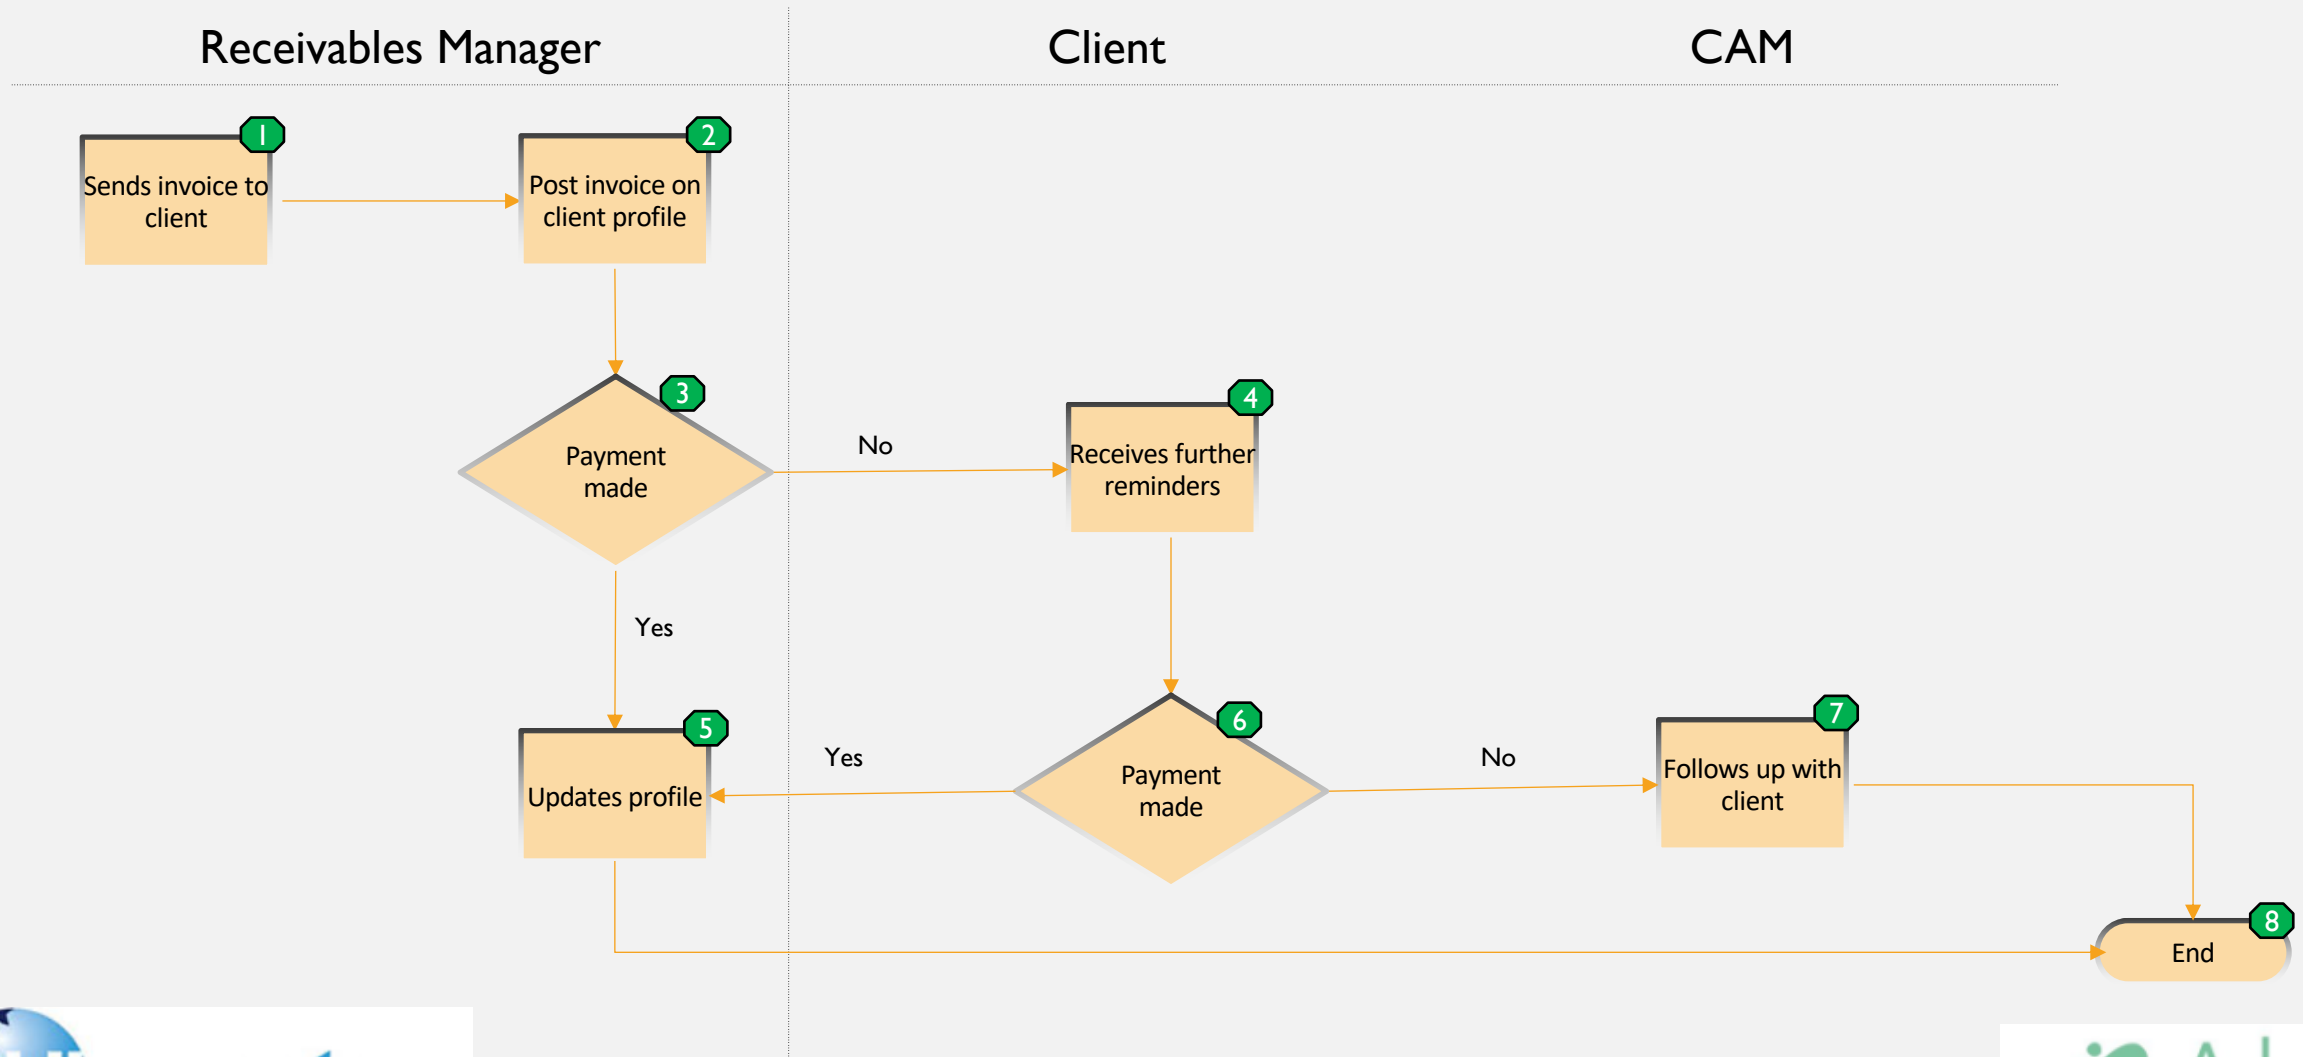 Receivables Manager
Client
CAM
1
2
Sends invoice to
client
Post invoice on
client profile
3
4
Payment
made
No
Receives further
reminders
Yes
5
6
7
Updates profile
Yes
Payment
made
No
Follows up with
client
8
End